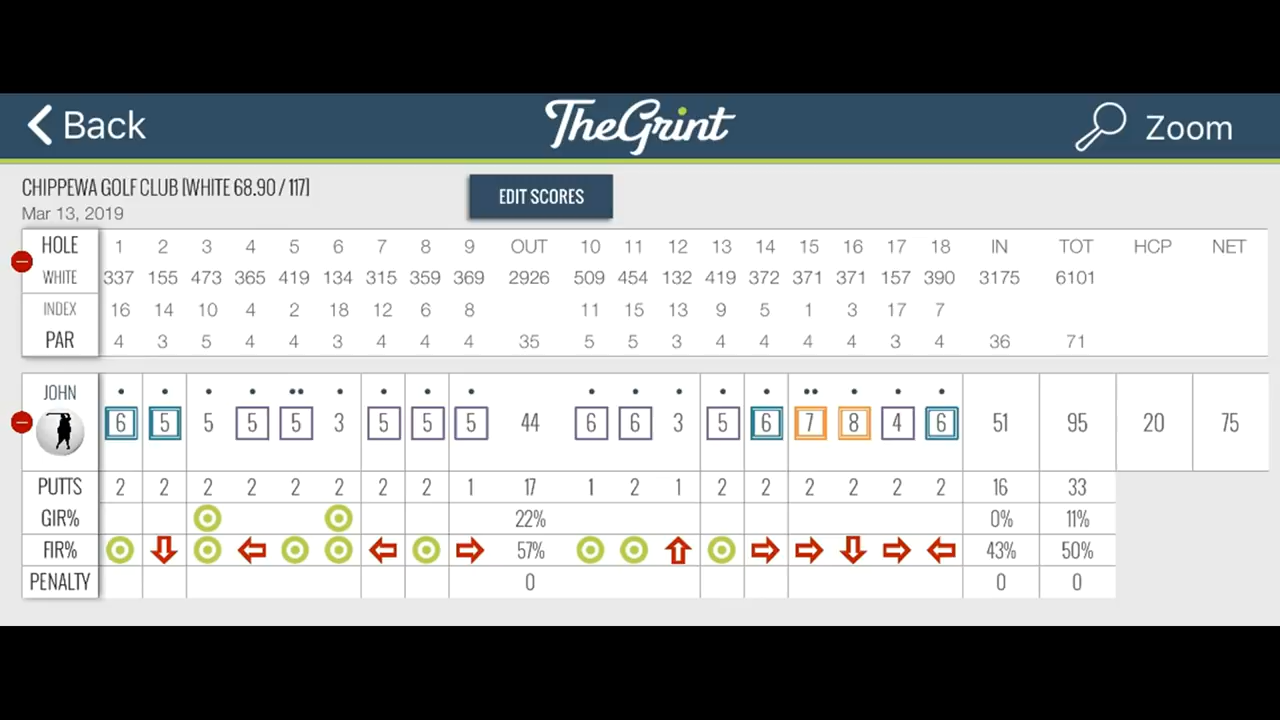 Back
TheGrint
Zoom
CHIPPEWA GOLF CLUB [WHITE 68.90 / 117]
EDIT SCORES
Mar 13, 2019
HOLE 1 2 3 4 5 6 7 8 9 OUT 10 11 12 13 14 15 16 17 18 IN TOT HCP NET
WHITE 337 155 473 365 419 134 315 359 369 2926 509 454 132 419 372 371 371 157 390 3175 6101
INDEX 16 14 10 4 2 18 12 6 8 11 15 13 9 5 1 3 17 7
PAR 4 3 5 4 4 3 4 4 4 35 5 5 3 4 4 4 4 3 4 36 71
JOHN 6 5 5 5 5 3 5 5 5 44 6 6 3 5 6 7 8 4 6 51 95 20 75
PUTTS 2 2 2 2 2 2 2 2 1 17 1 2 1 2 2 2 2 2 2 16 33
GIR% 22% 0% 11%
FIR% 57% 43% 50%
PENALTY 0 0 0